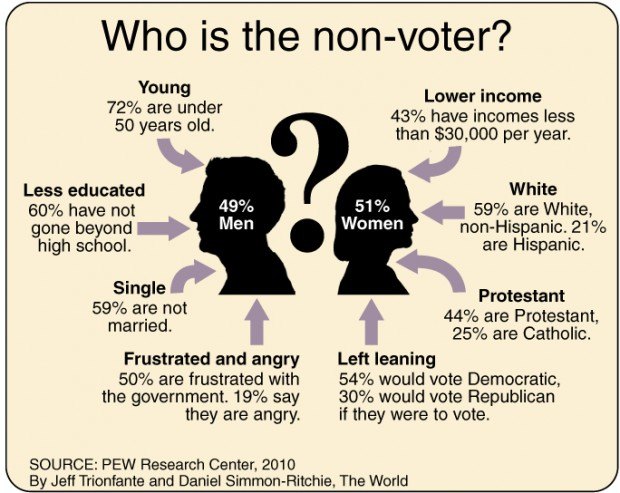 Who is the non-voter?
Young
72% are under
50 years old.
Lower income
43% have incomes less
than $30,000 per year.
Less educated
60% have not
gone beyond
high school.
49%
Men
?
51%
Women
White
59% are White,
non-Hispanic. 21%
are Hispanic.
Single
59% are not
married.
Protestant
44% are Protestant,
25% are Catholic.
Frustrated and angry
50% are frustrated with
the government. 19% say
they are angry.
Left leaning
54% would vote Democratic,
30% would vote Republican
if they were to vote.
SOURCE: PEW Research Center, 2010
By Jeff Trionfante and Daniel Simmon-Ritchie, The World